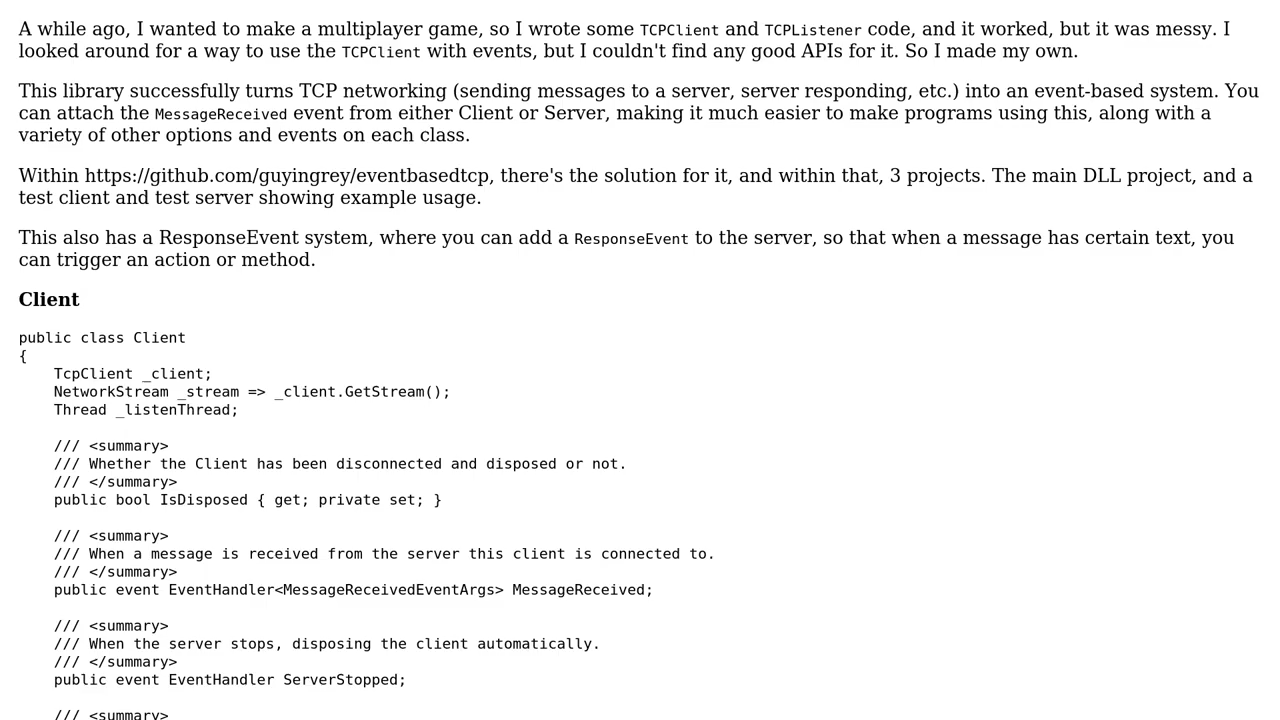 A while ago, I wanted to make a multiplayer game, so I wrote some TCPClient and TCPListener code, and it worked, but it was messy. I
looked around for a way to use the TCPClient with events, but I couldn't find any good APIs for it. So I made my own.
This library successfully turns TCP networking (sending messages to a server, server responding, etc.) into an event-based system. You
can attach the MessageReceived event from either Client or Server, making it much easier to make programs using this, along with a
variety of other options and events on each class.
Within https://github.com/guyingrey/eventbasedtcp, there's the solution for it, and within that, 3 projects. The main DLL project, and a
test client and test server showing example usage.
This also has a ResponseEvent system, where you can add a ResponseEvent to the server, so that when a message has certain text, you
can trigger an action or method.
Client
public class Client
{
    TcpClient _client;
    NetworkStream _stream => _client.GetStream();
    Thread _listenThread;
    /// <summary>
    /// Whether the Client has been disconnected and disposed or not.
    /// </summary>
    public bool IsDisposed { get; private set; }
    /// <summary>
    /// When a message is received from the server this client is connected to.
    /// </summary>
    public event EventHandler<MessageReceivedEventArgs> MessageReceived;
    /// <summary>
    /// When the server stops, disposing the client automatically.
    /// </summary>
    public event EventHandler ServerStopped;
    /// <summary>